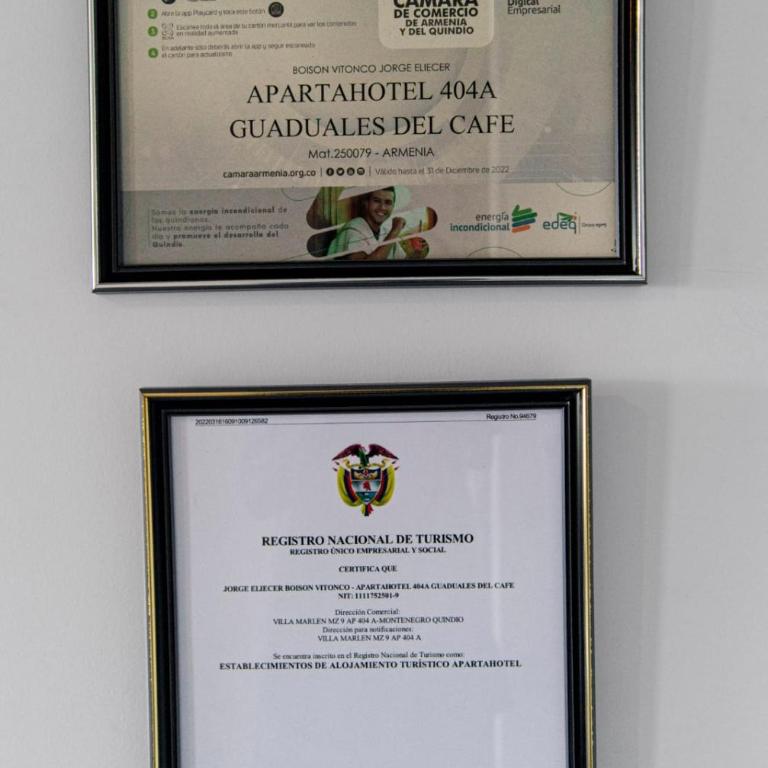 Abre la app Playcard y toca este botón
Escanea todo el área de su cartón mercantil para ver los contenidos
en realidad aumentada
En adelante solo deberás abrir la app y seguir escaneado
el cartón para actualizarlo
CÁMARA
DE COMERCIO
DE ARMENIA
Y DEL QUINDÍO
Digital
Empresarial
BOISON VITONCO JORGE ELIECER
APARTAHOTEL 404A
GUADUALES DEL CAFE
Mat.250079 - ARMENIA
camaraarmenia.org.co | Válido hasta el 31 de Diciembre de 2022
Somos la energía incondicional de
los quindianos.
Nuestra energía te acompaña cada
día y promueve el desarrollo del
Quindío.
energía
incondicional
edeq
Grupo epm
Registro No.94679
REGISTRO NACIONAL DE TURISMO
REGISTRO ÚNICO EMPRESARIAL Y SOCIAL
CERTIFICA QUE
JORGE ELIECER BOISON VITONCO - APARTAHOTEL 404A GUADUALES DEL CAFE
NIT: 1111752501-9
Dirección Comercial:
VILLA MARLEN MZ 9 AP 404 A-MONTENEGRO QUINDIO
Dirección para notificaciones:
VILLA MARLEN MZ 9 AP 404 A
Se encuentra inscrito en el Registro Nacional de Turismo como:
ESTABLECIMIENTOS DE ALOJAMIENTO TURÍSTICO APARTAHOTEL